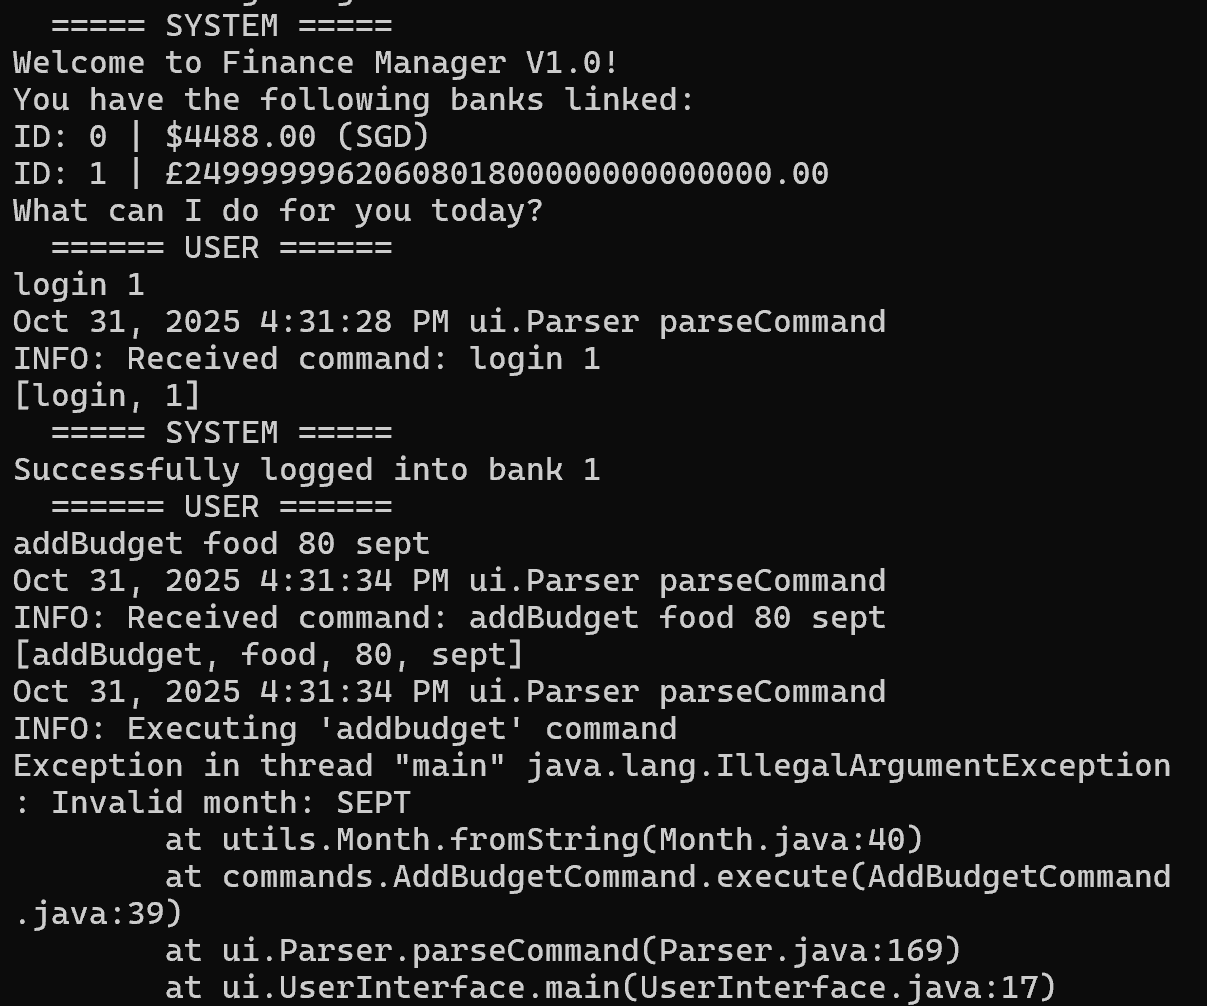 ===== SYSTEM =====
Welcome to Finance Manager V1.0!
You have the following banks linked:
ID: 0 | $4488.00 (SGD)
ID: 1 | £24999999620608018000000000000000.00
What can I do for you today?
====== USER ======
login 1
Oct 31, 2025 4:31:28 PM ui.Parser parseCommand
INFO: Received command: login 1
[login, 1]
===== SYSTEM =====
Successfully logged into bank 1
====== USER ======
addBudget food 80 sept
Oct 31, 2025 4:31:34 PM ui.Parser parseCommand
INFO: Received command: addBudget food 80 sept
[addBudget, food, 80, sept]
Oct 31, 2025 4:31:34 PM ui.Parser parseCommand
INFO: Executing 'addbudget' command
Exception in thread "main" java.lang.IllegalArgumentException
: Invalid month: SEPT
at utils.Month.fromString(Month.java:40)
at commands.AddBudgetCommand.execute(AddBudgetCommand
.java:39)
at ui.Parser.parseCommand(Parser.java:169)
at ui.UserInterface.main(UserInterface.java:17)